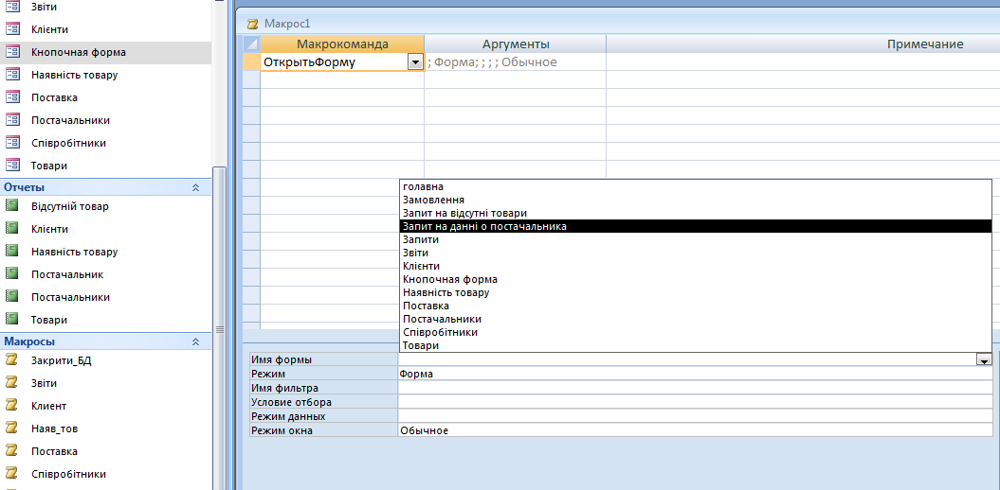 Звіти
Клієнти
Кнопочная форма
Наявність товару
Поставка
Постачальники
Співробітники
Товари
Отчеты
Відсутній товар
Клієнти
Наявність товару
Постачальник
Постачальники
Товари
Макросы
Закрити_БД
Звіти
Клиент
Наяв_тов
Поставка
Співробітники
Макрос1
Макрокоманда Аргументы Примечание
ОткрытьФорму ; Форма; ; ; ; Обычное
головна
Замовлення
Запит на відсутні товари
Запит на данні о постачальника
Запити
Звіти
Клієнти
Кнопочная форма
Наявність товару
Поставка
Постачальники
Співробітники
Товари
Имя формы
Режим Форма
Имя фильтра
Условие отбора
Режим данных
Режим окна Обычное